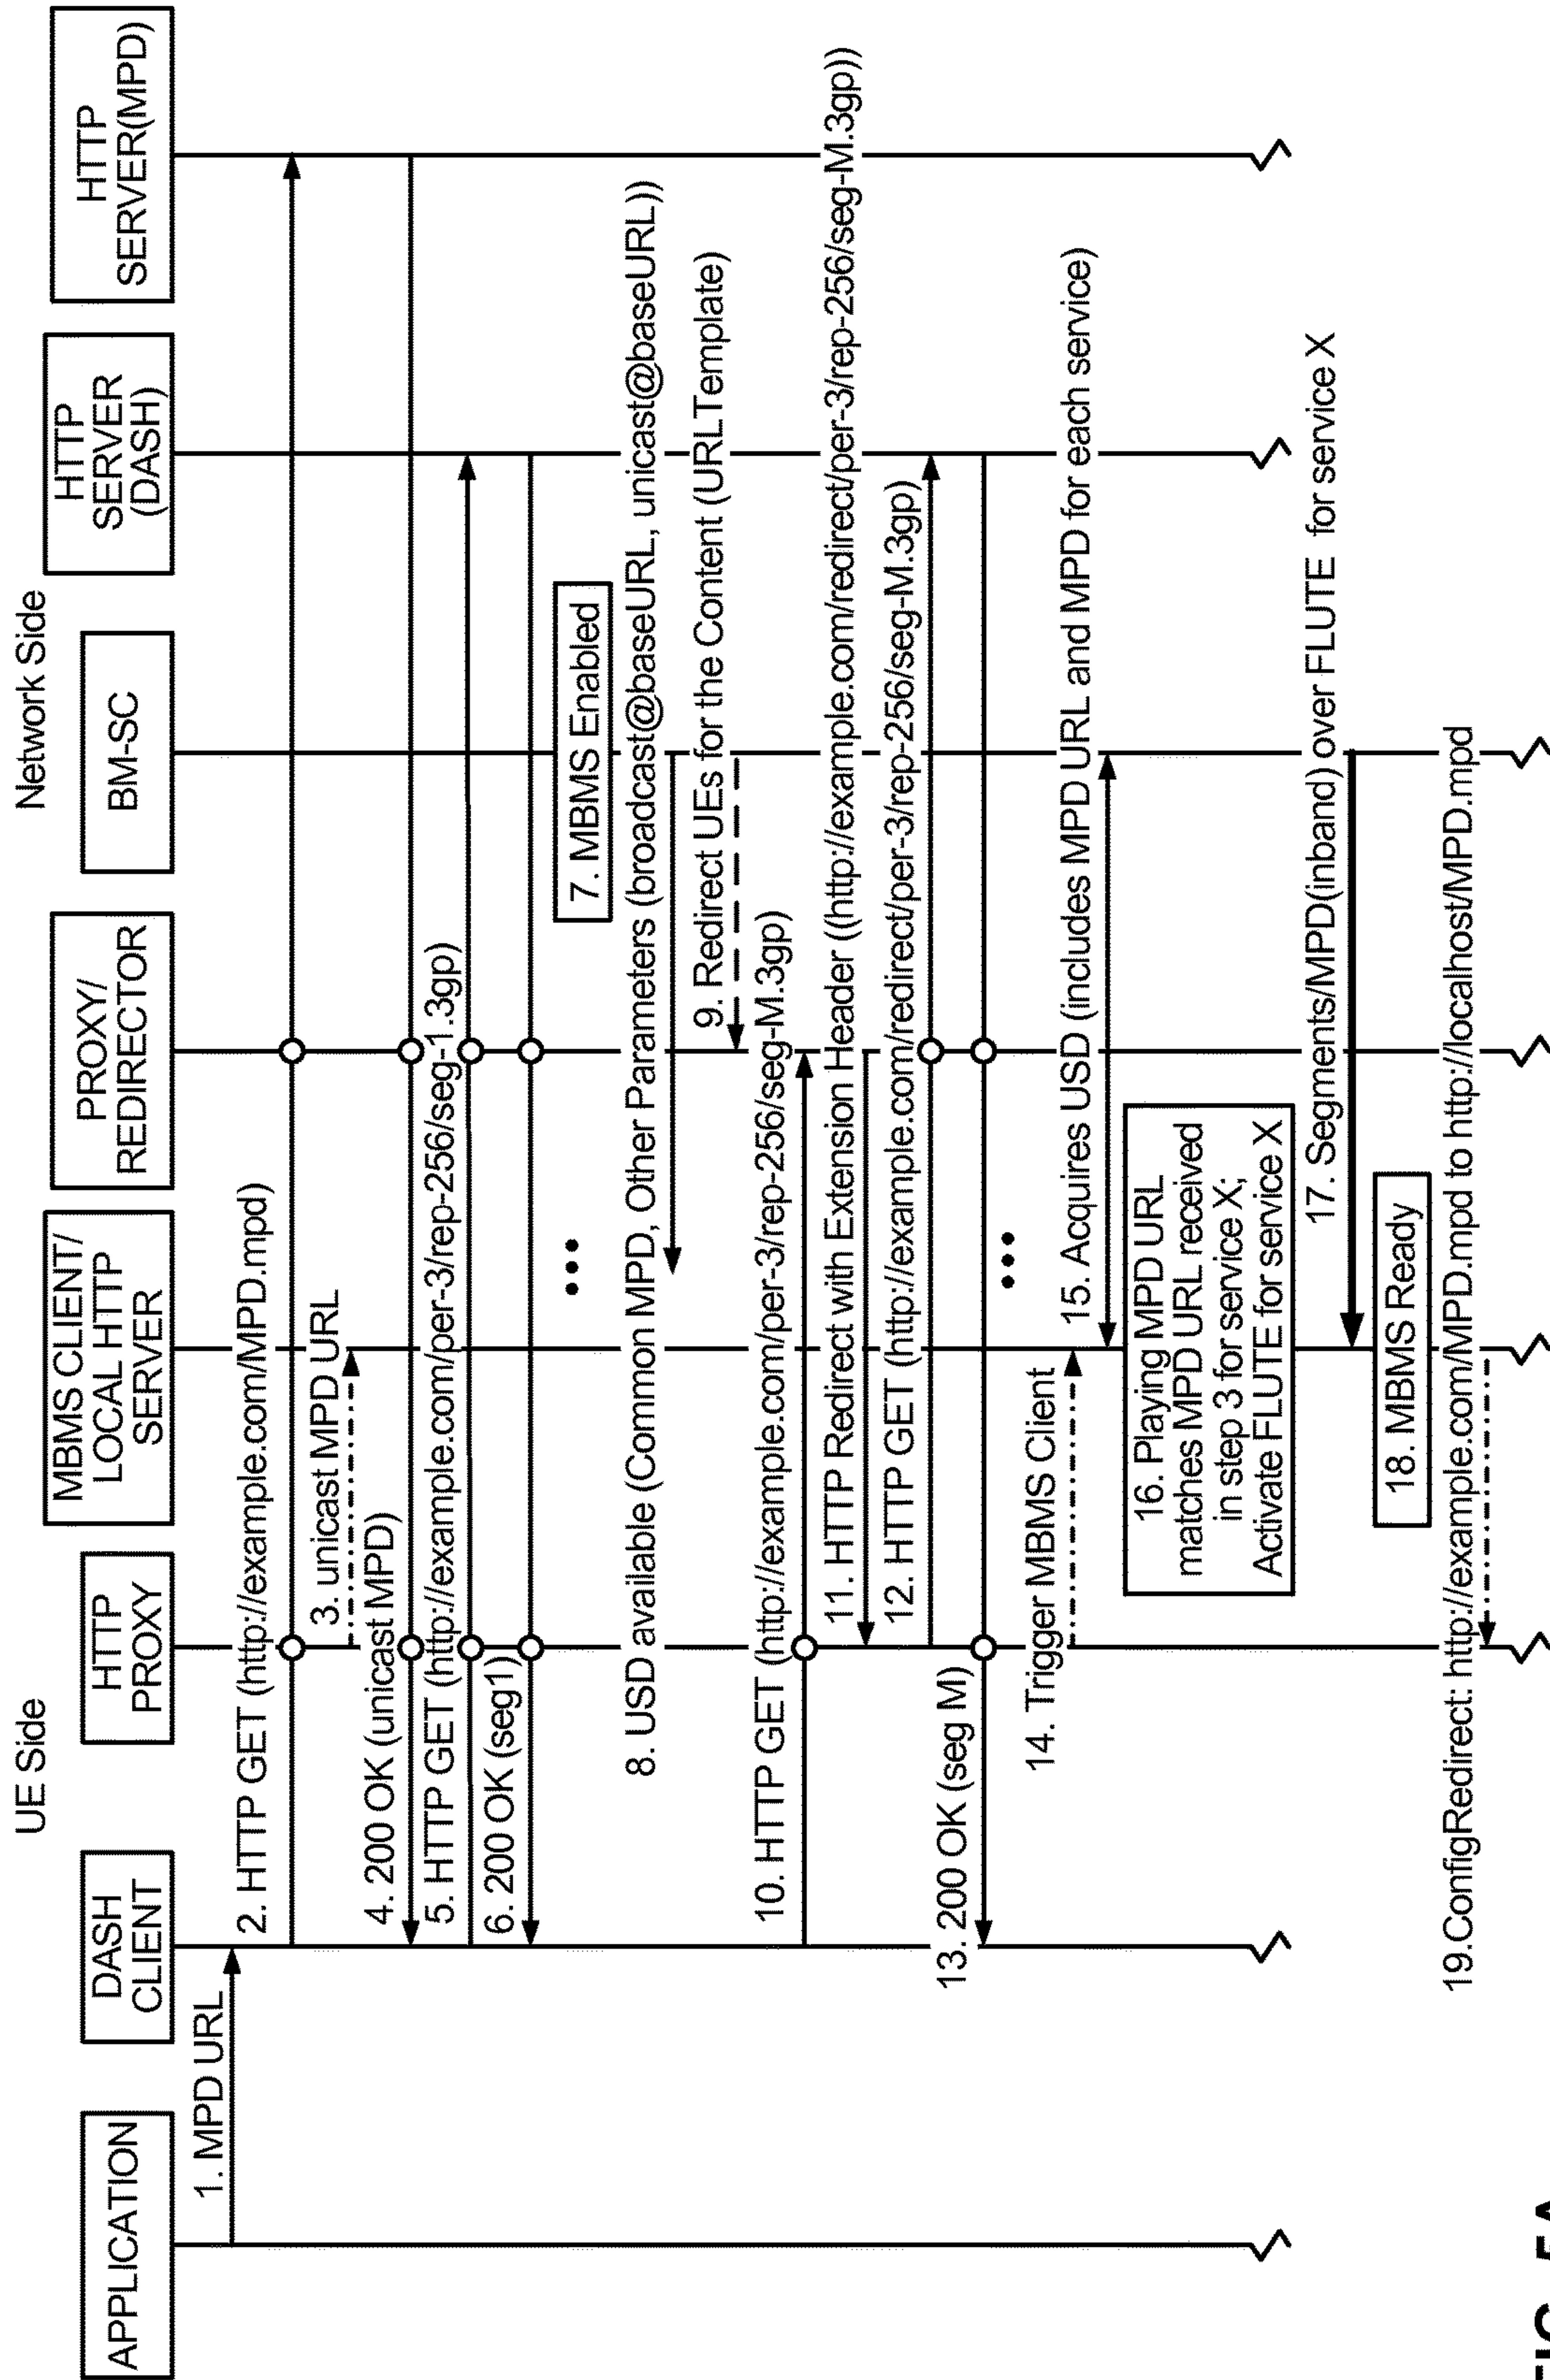 UE Side
Network Side
APPLICATION
DASH
CLIENT
HTTP
PROXY
MBMS CLIENT/
LOCAL HTTP
SERVER
PROXY/
REDIRECTOR
BM-SC
HTTP
SERVER
(DASH)
HTTP
SERVER(MPD)
1. MPD URL
2. HTTP GET (http://example.com/MPD.mpd)
3. unicast MPD URL
4. 200 OK (unicast MPD)
5. HTTP GET (http://example.com/per-3/rep-256/seg-1.3gp)
6. 200 OK (seg1)
7. MBMS Enabled
8. USD available (Common MPD, Other Parameters (broadcast@baseURL, unicast@baseURL))
9. Redirect UEs for the Content (URLTemplate)
10. HTTP GET (http://example.com/per-3/rep-256/seg-M.3gp)
11. HTTP Redirect with Extension Header ((http://example.com/redirect/per-3/rep-256/seg-M.3gp))
12. HTTP GET (http://example.com/redirect/per-3/rep-256/seg-M.3gp)
13. 200 OK (seg M)
14. Trigger MBMS Client
15. Acquires USD (includes MPD URL and MPD for each service)
16. Playing MPD URL
matches MPD URL received
in step 3 for service X;
Activate FLUTE for service X
17. Segments/MPD(inband) over FLUTE for service X
18. MBMS Ready
19.ConfigRedirect: http://example.com/MPD.mpd to http://localhost/MPD.mpd
FIG. 5A